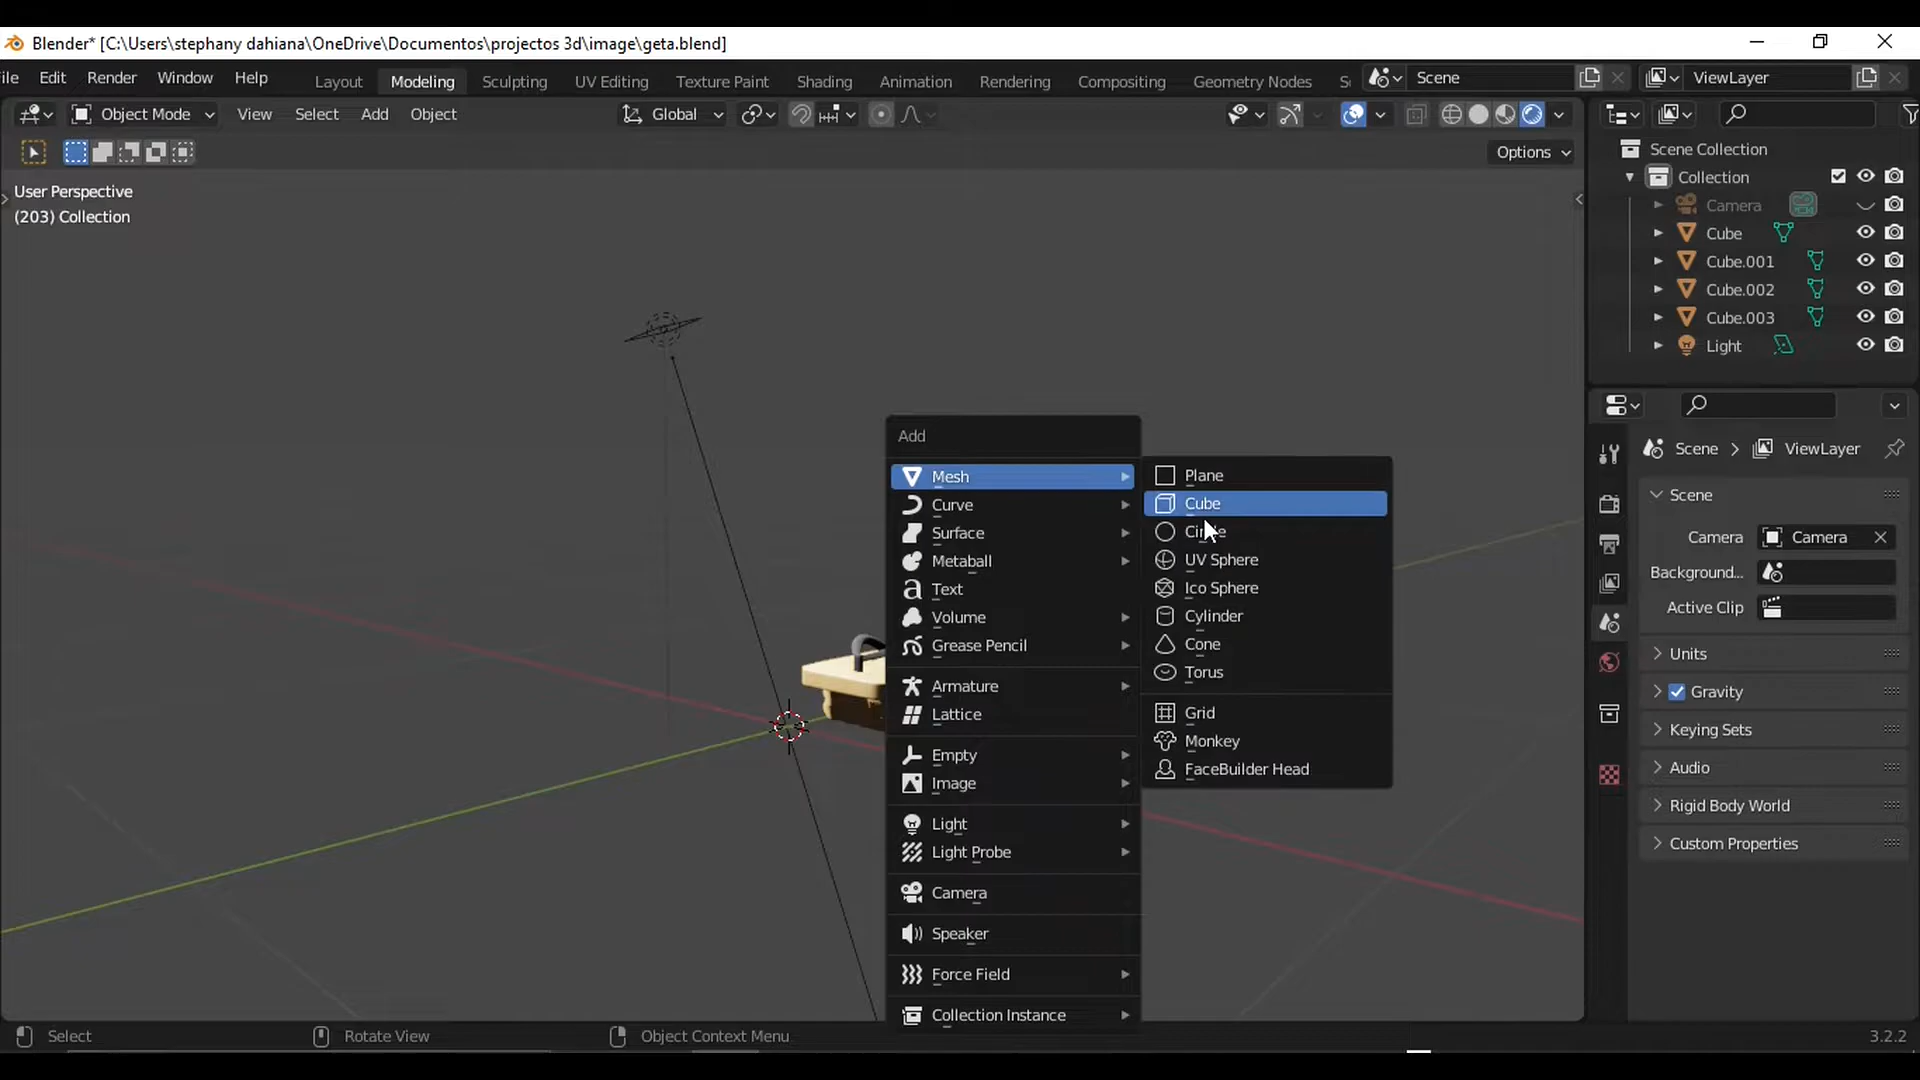 Blender* [C:\Users\stephany dahiana\OneDrive\Documentos\projectos 3d\image\geta.blend]
ile Edit Render Window Help Layout Modeling Sculpting UV Editing Texture Paint Shading Animation Rendering Compositing Geometry Nodes Scene ViewLayer
Object Mode View Select Add Object Global
Options
User Perspective
(203) Collection
Scene Collection
Collection
Camera
Cube
Cube.001
Cube.002
Cube.003
Light
Add
Mesh
Curve
Surface
Metaball
Text
Volume
Grease Pencil
Armature
Lattice
Empty
Image
Light
Light Probe
Camera
Speaker
Force Field
Collection Instance
Plane
Cube
Circle
UV Sphere
Ico Sphere
Cylinder
Cone
Torus
Grid
Monkey
FaceBuilder Head
Scene ViewLayer
Scene
Camera Camera
Background...
Active Clip
Units
Gravity
Keying Sets
Audio
Rigid Body World
Custom Properties
Select Rotate View Object Context Menu 3.2.2